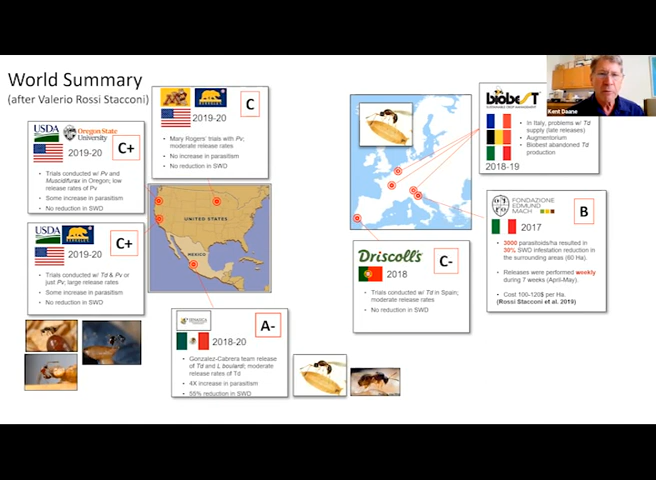 World Summary
(after Valerio Rossi Stacconi)
USDA
Oregon State
University
2019-20
C+
• Trials conducted w/ Pv and
Muscidifurax in Oregon; low
release rates of Pv
• Some increase in parasitism
• No reduction in SWD
USDA
2019-20
C+
• Trials conducted w/ Td & Pv or
just Pv; large release rates
• Some increase in parasitism
• No reduction in SWD
2019-20
C
• Mary Rogers' trials with Pv;
moderate release rates
• No increase in parasitism
• No reduction in SWD
UNITED STATES
MEXICO
2018-20
A-
• Gonzalez-Cabrera team release
of Td and L boulardi; moderate
release rates of Td
• 4X increase in parasitism
• 55% reduction in SWD
Driscoll's
2018
C-
• Trials conducted w/ Td in Spain;
moderate release rates
• No reduction in SWD
biobest
SUSTAINABLE CROP MANAGEMENT
2018-19
• In Italy, problems w/ Td
supply (late releases)
• Augmentorium
• Biobest abandoned Td
production
FONDAZIONE
EDMUND
MACH
2017
B
• 3000 parasitoids/ha resulted in
30% SWD infestation reduction in
the surrounding areas (60 Ha).
• Releases were performed weekly
during 7 weeks (April-May).
• Cost 100-120$ per Ha.
(Rossi Stacconi et al. 2019)
Kent Daane